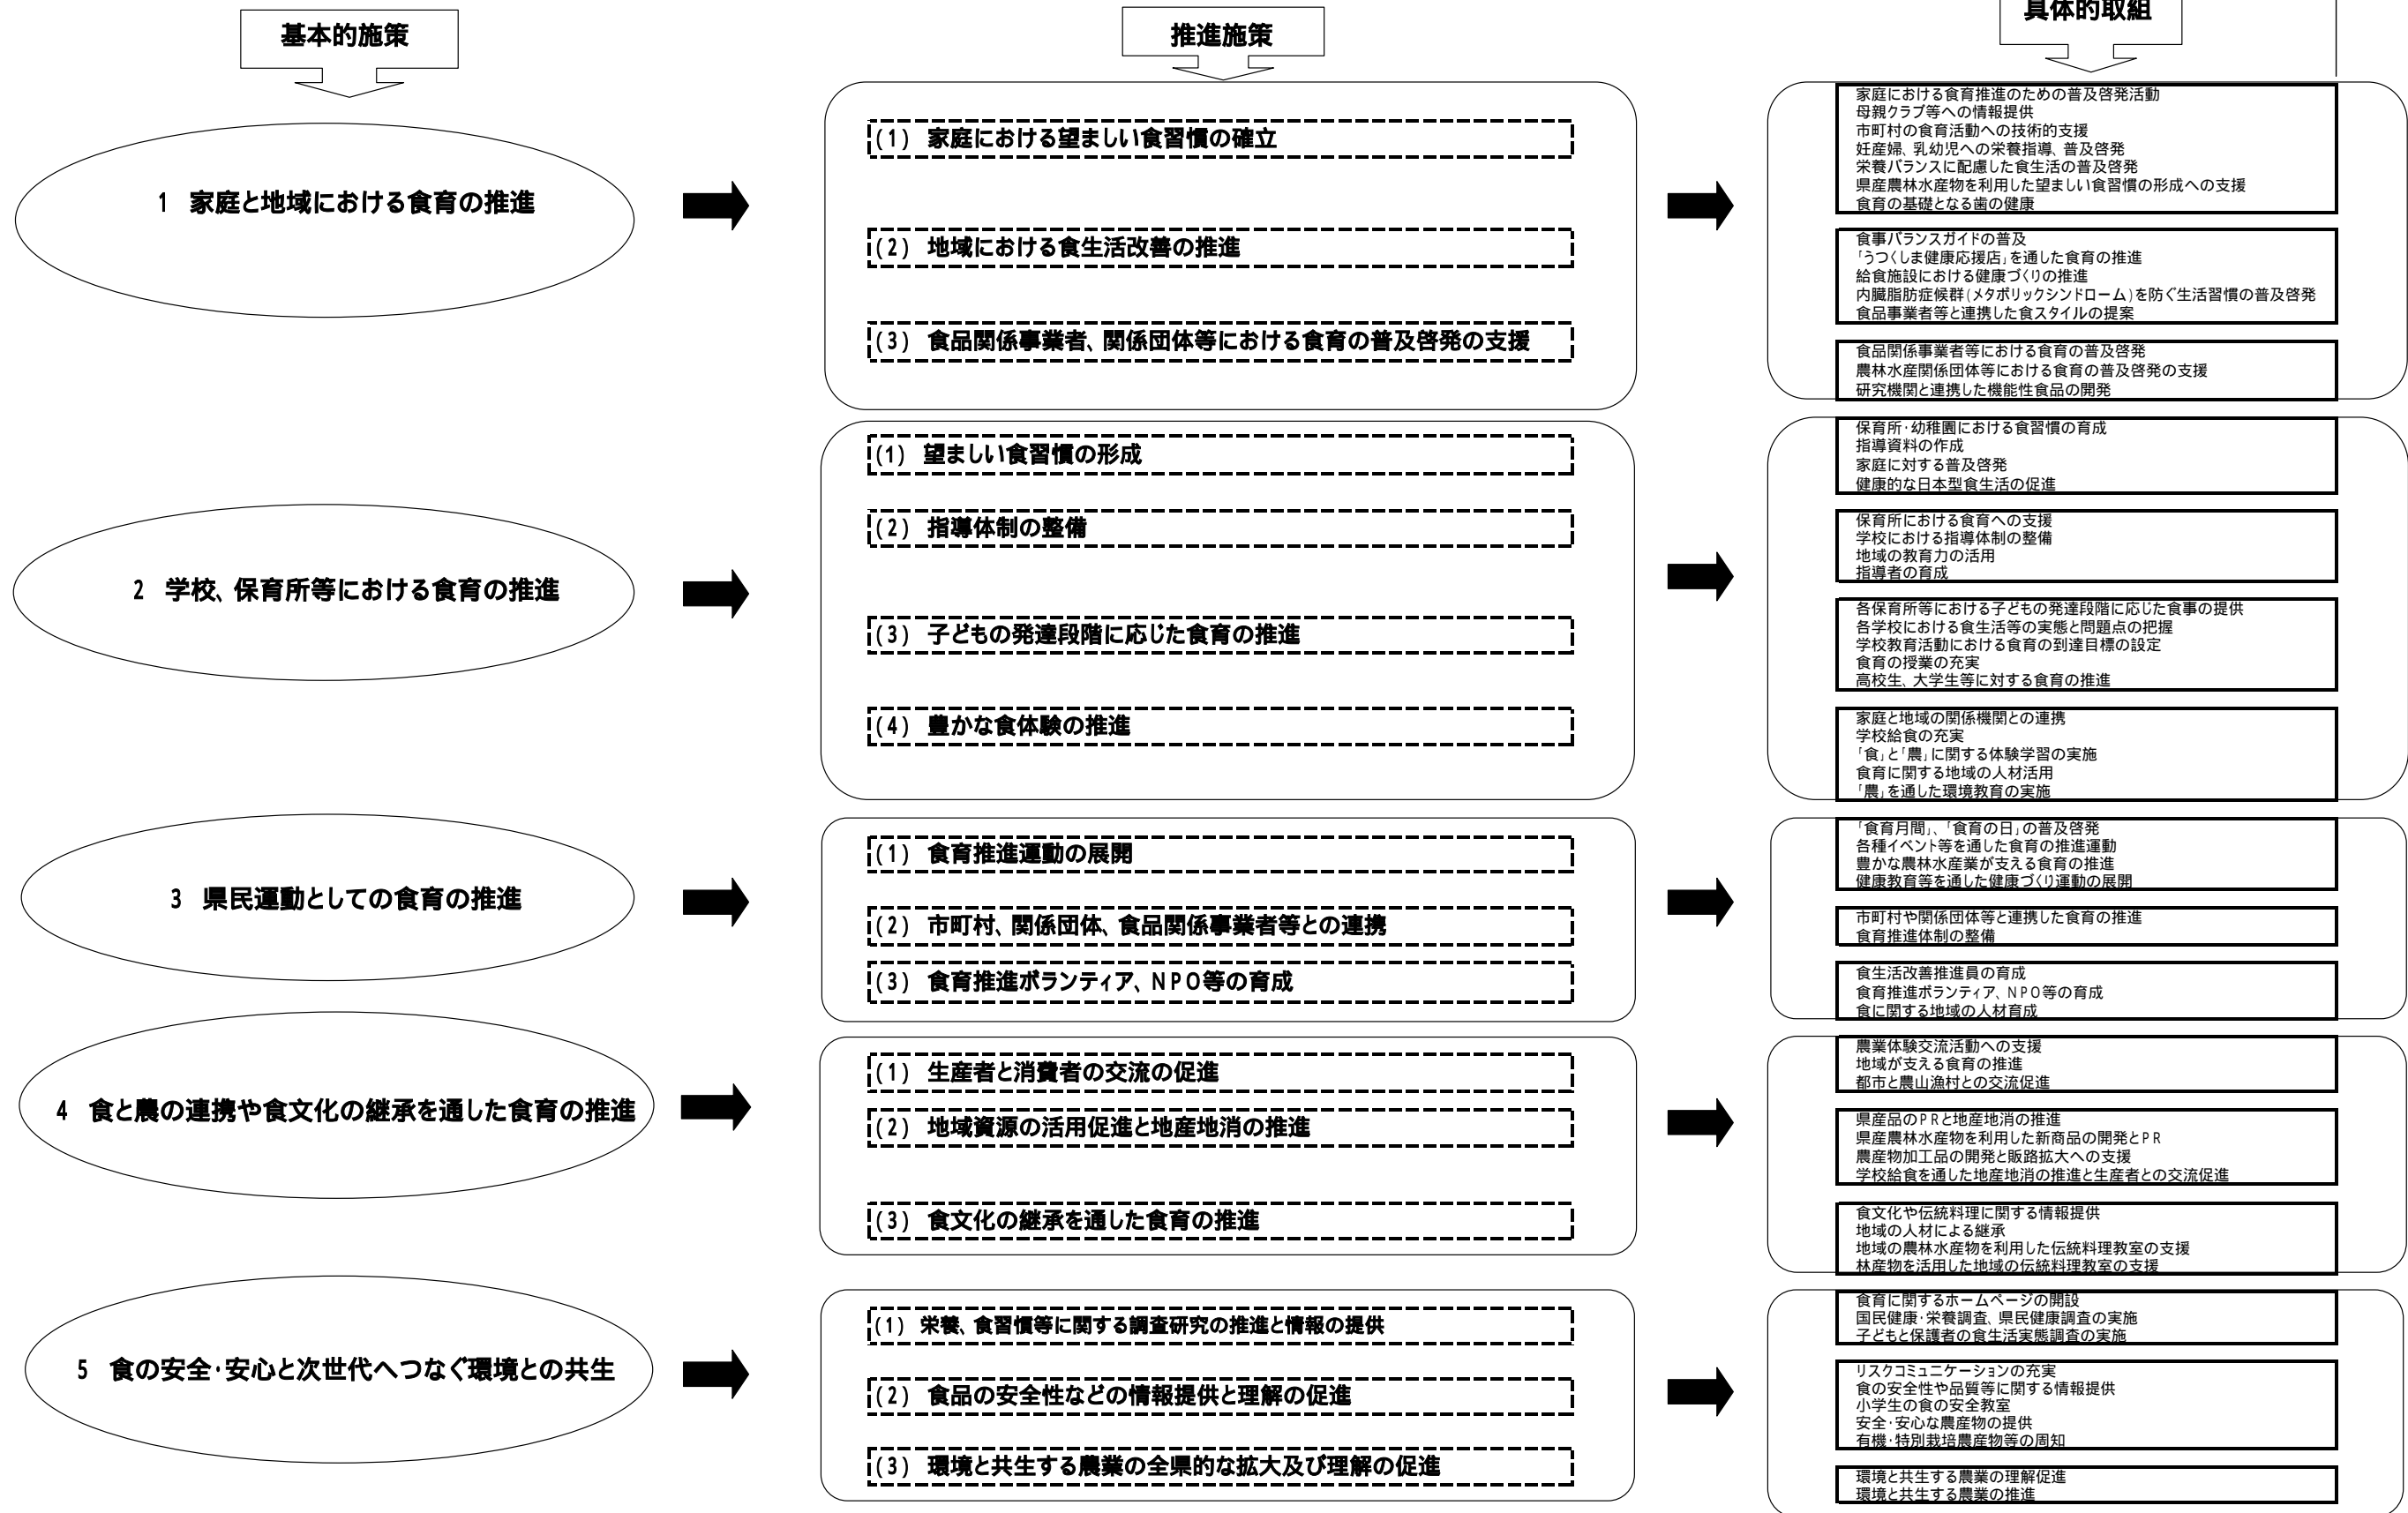 基本的施策
推進施策
具体的取組
1 家庭と地域における食育の推進
(1) 家庭における望ましい食習慣の確立
家庭における食育推進のための普及啓発活動
母親クラブ等への情報提供
市町村の食育活動への技術的支援
妊産婦、乳幼児への栄養指導、普及啓発
栄養バランスに配慮した食生活の普及啓発
県産農林水産物を利用した望ましい食習慣の形成への支援
食育の基礎となる歯の健康
(2) 地域における食生活改善の推進
食事バランスガイドの普及
「うつくしま健康応援店」を通した食育の推進
給食施設における健康づくりの推進
内臓脂肪症候群(メタボリックシンドローム)を防ぐ生活習慣の普及啓発
食品事業者等と連携した食スタイルの提案
(3) 食品関係事業者、関係団体等における食育の普及啓発の支援
食品関係事業者等における食育の普及啓発
農林水産関係団体等における食育の普及啓発の支援
研究機関と連携した機能性食品の開発
2 学校、保育所等における食育の推進
(1) 望ましい食習慣の形成
保育所・幼稚園における食習慣の育成
指導資料の作成
家庭に対する普及啓発
健康的な日本型食生活の促進
(2) 指導体制の整備
保育所における食育への支援
学校における指導体制の整備
地域の教育力の活用
指導者の育成
(3) 子どもの発達段階に応じた食育の推進
各保育所等における子どもの発達段階に応じた食事の提供
各学校における食生活等の実態と問題点の把握
学校教育活動における食育の到達目標の設定
食育の授業の充実
高校生、大学生等に対する食育の推進
(4) 豊かな食体験の推進
家庭と地域の関係機関との連携
学校給食の充実
「食」と「農」に関する体験学習の実施
食育に関する地域の人材活用
「農」を通した環境教育の実施
3 県民運動としての食育の推進
(1) 食育推進運動の展開
「食育月間」、「食育の日」の普及啓発
各種イベント等を通した食育の推進運動
豊かな農林水産業が支える食育の推進
健康教育等を通した健康づくり運動の展開
(2) 市町村、関係団体、食品関係事業者等との連携
市町村や関係団体等と連携した食育の推進
食育推進体制の整備
(3) 食育推進ボランティア、NPO等の育成
食生活改善推進員の育成
食育推進ボランティア、NPO等の育成
食に関する地域の人材育成
4 食と農の連携や食文化の継承を通した食育の推進
(1) 生産者と消費者の交流の促進
農業体験交流活動への支援
地域が支える食育の推進
都市と農山漁村との交流促進
(2) 地域資源の活用促進と地産地消の推進
県産品のPRと地産地消の推進
県産農林水産物を利用した新商品の開発とPR
農産物加工品の開発と販路拡大への支援
学校給食を通した地産地消の推進と生産者との交流促進
(3) 食文化の継承を通した食育の推進
食文化や伝統料理に関する情報提供
地域の人材による継承
地域の農林水産物を利用した伝統料理教室の支援
林産物を活用した地域の伝統料理教室の支援
5 食の安全・安心と次世代へつなぐ環境との共生
(1) 栄養、食習慣等に関する調査研究の推進と情報の提供
食育に関するホームページの開設
国民健康・栄養調査、県民健康調査の実施
子どもと保護者の食生活実態調査の実施
(2) 食品の安全性などの情報提供と理解の促進
リスクコミュニケーションの充実
食の安全性や品質等に関する情報提供
小学生の食の安全教室
安全・安心な農産物の提供
有機・特別栽培農産物等の周知
(3) 環境と共生する農業の全県的な拡大及び理解の促進
環境と共生する農業の理解促進
環境と共生する農業の推進